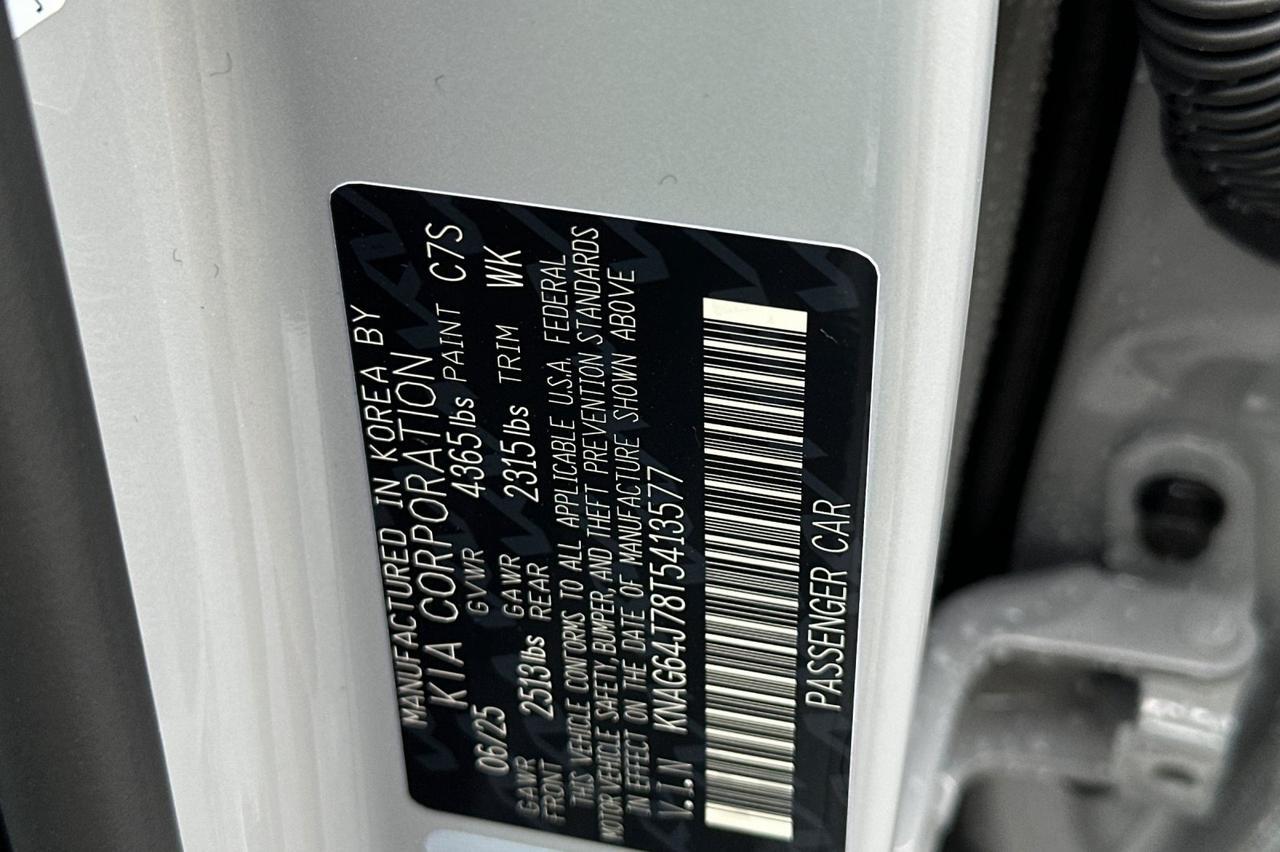 MANUFACTURED IN KOREA BY
KIA CORPORATION
06/25 GVWR 4365lbs PAINT C7S
GAWR FRONT 2513lbs GAWR REAR 2315lbs TRIM WK
THIS VEHICLE CONFORMS TO ALL APPLICABLE U.S.A. FEDERAL
MOTOR VEHICLE SAFETY, BUMPER, AND THEFT PREVENTION STANDARDS
IN EFFECT ON THE DATE OF MANUFACTURE SHOWN ABOVE
V.I.N KNAG64J78T5413577
PASSENGER CAR